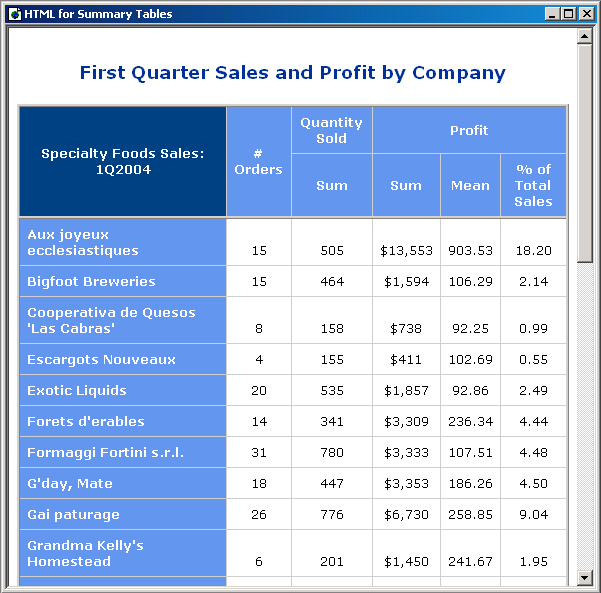 HTML for Summary Tables
First Quarter Sales and Profit by Company
Specialty Foods Sales:
1Q2004
#
Orders
Quantity
Sold
Profit
Sum
Sum
Mean
% of
Total
Sales
Aux joyeux
ecclesiastiques 15 505 $13,553 903.53 18.20
Bigfoot Breweries 15 464 $1,594 106.29 2.14
Cooperativa de Quesos
'Las Cabras' 8 158 $738 92.25 0.99
Escargots Nouveaux 4 155 $411 102.69 0.55
Exotic Liquids 20 535 $1,857 92.86 2.49
Forets d'erables 14 341 $3,309 236.34 4.44
Formaggi Fortini s.r.l. 31 780 $3,333 107.51 4.48
G'day, Mate 18 447 $3,353 186.26 4.50
Gai paturage 26 776 $6,730 258.85 9.04
Grandma Kelly's
Homestead 6 201 $1,450 241.67 1.95